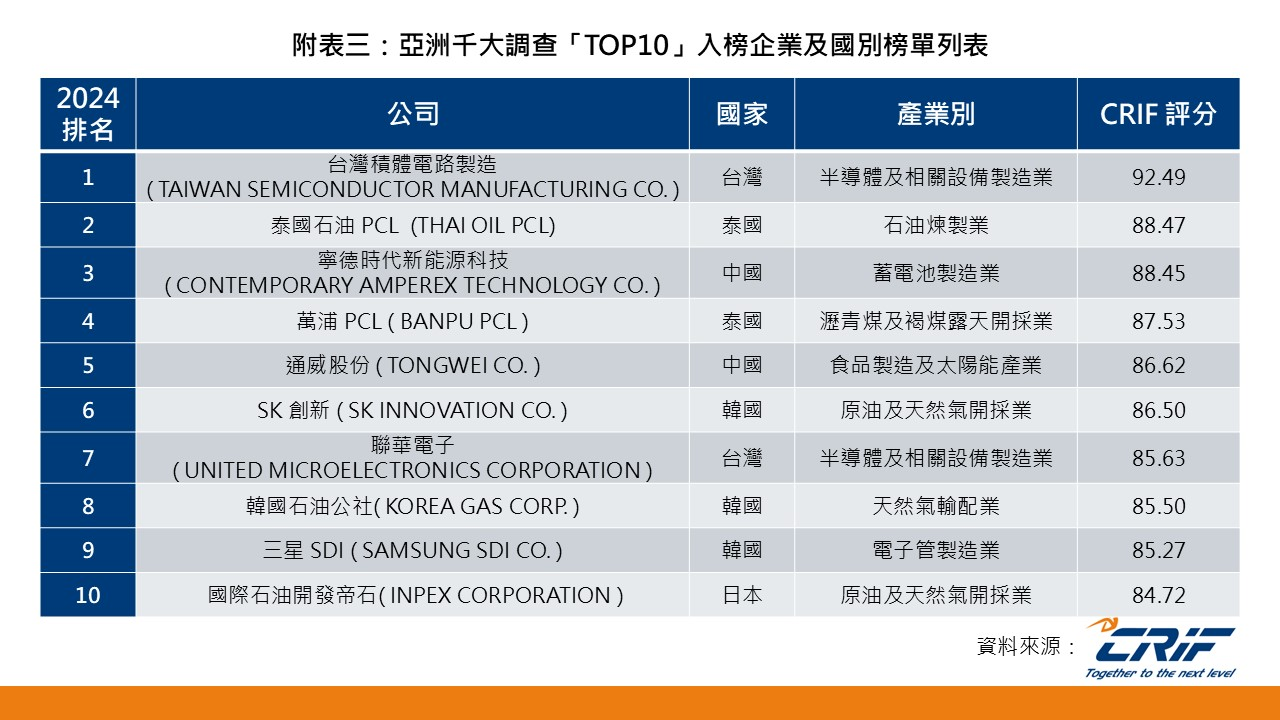 附表三：亞洲千大調查「TOP10」入榜企業及國別榜單列表
2024
排名
公司
國家
產業別
CRIF 評分
1
台灣積體電路製造
( TAIWAN SEMICONDUCTOR MANUFACTURING CO. )
台灣
半導體及相關設備製造業
92.49
2
泰國石油 PCL (THAI OIL PCL)
泰國
石油煉製業
88.47
3
寧德時代新能源科技
( CONTEMPORARY AMPEREX TECHNOLOGY CO. )
中國
蓄電池製造業
88.45
4
萬浦 PCL ( BANPU PCL )
泰國
瀝青煤及褐煤露天開採業
87.53
5
通威股份 ( TONGWEI CO. )
中國
食品製造及太陽能產業
86.62
6
SK 創新 ( SK INNOVATION CO. )
韓國
原油及天然氣開採業
86.50
7
聯華電子
( UNITED MICROELECTRONICS CORPORATION )
台灣
半導體及相關設備製造業
85.63
8
韓國石油公社( KOREA GAS CORP. )
韓國
天然氣輸配業
85.50
9
三星 SDI ( SAMSUNG SDI CO. )
韓國
電子管製造業
85.27
10
國際石油開發帝石( INPEX CORPORATION )
日本
原油及天然氣開採業
84.72
資料來源：
CRIF
Together to the next level